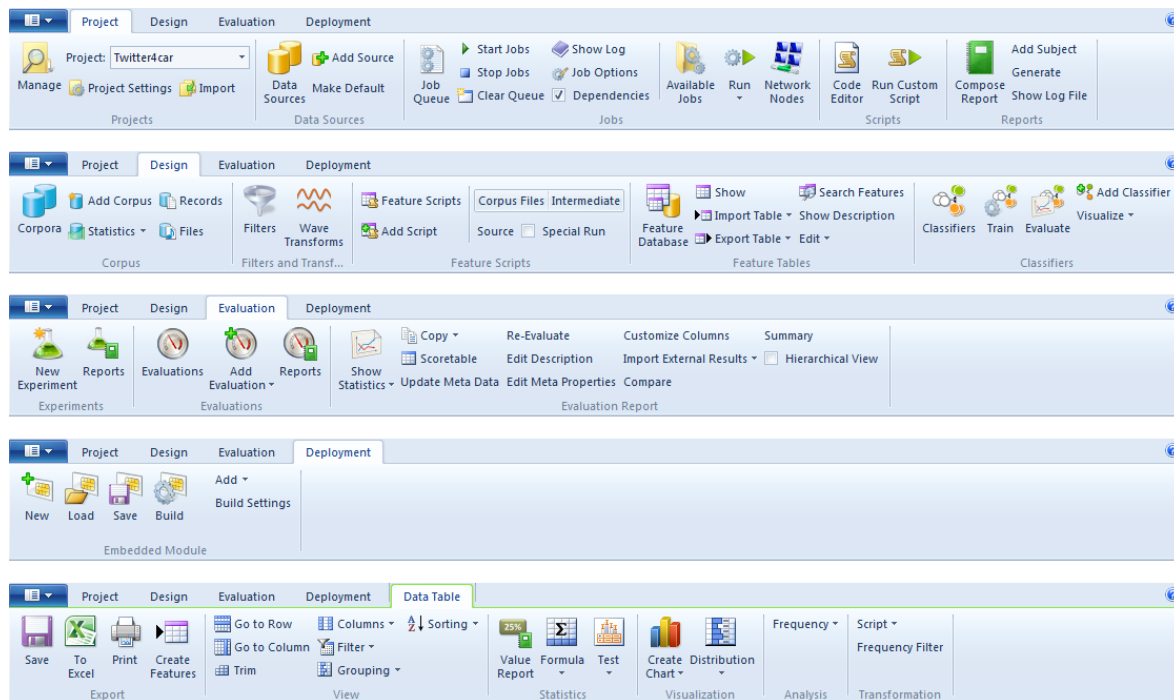 Project Design Evaluation Deployment
Project: Twitter4car Add Source Start Jobs Show Log Add Subject
Stop Jobs Job Options Generate
Manage Project Settings Import Data Sources Make Default Job Queue Clear Queue Dependencies Available Jobs Run Network Nodes Code Editor Run Custom Script Compose Report Show Log File
Projects Data Sources Jobs Scripts Reports
Project Design Evaluation Deployment
Add Corpus Records Feature Scripts Corpus Files Intermediate Show Search Features Add Classifier
Corpora Statistics Files Filters Wave Transforms Add Script Source Special Run Feature Database Import Table Show Description Classifiers Train Evaluate Visualize
Export Table Edit
Corpus Filters and Transf... Feature Scripts Feature Tables Classifiers
Project Design Evaluation Deployment
Copy Re-Evaluate Customize Columns Summary
Scoretable Edit Description Import External Results Hierarchical View
New Experiment Reports Evaluations Add Evaluation Reports Show Statistics Update Meta Data Edit Meta Properties Compare
Experiments Evaluations Evaluation Report
Project Design Evaluation Deployment
Add
New Load Save Build Build Settings
Embedded Module
Project Design Evaluation Deployment Data Table
Go to Row Columns Sorting Frequency Script
Go to Column Filter Frequency Filter
Save To Excel Print Create Features Trim Grouping 25% Value Report Formula Test Create Chart Distribution
Export View Statistics Visualization Analysis Transformation